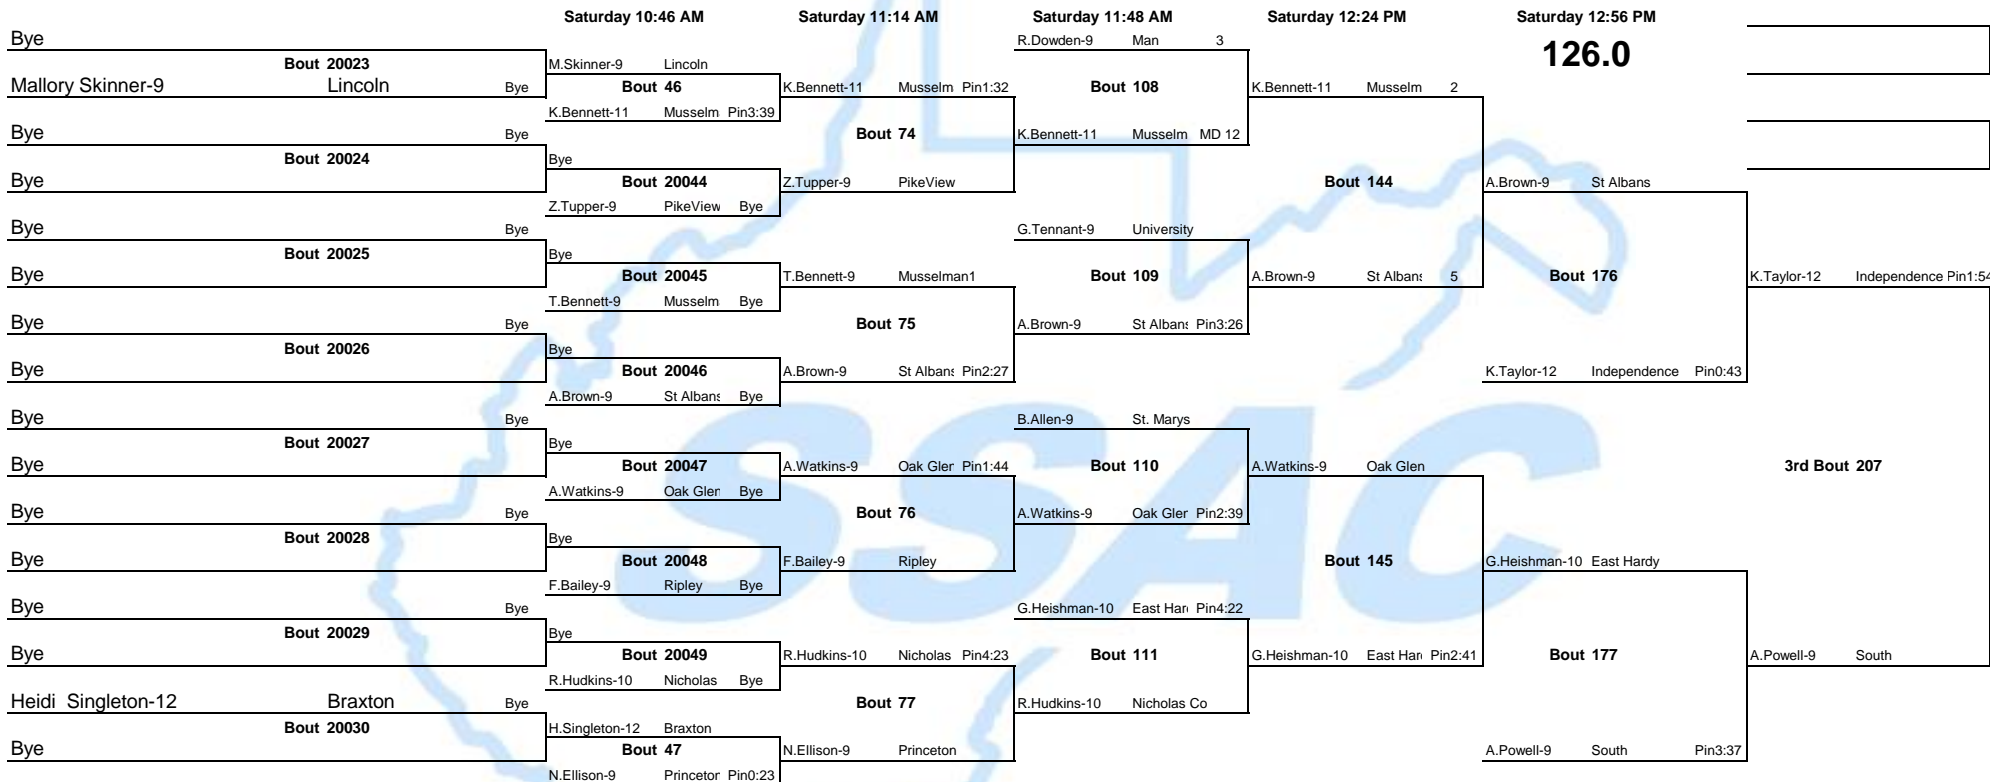 Saturday 10:46 AM Saturday 11:14 AM Saturday 11:48 AM Saturday 12:24 PM Saturday 12:56 PM
Bye R.Dowden-9 Man 3 126.0
Bout 20023 M.Skinner-9 Lincoln
Mallory Skinner-9 Lincoln Bye Bout 46 K.Bennett-11 Musselm Pin1:32 Bout 108 K.Bennett-11 Musselm 2
K.Bennett-11 Musselm Pin3:39
Bye Bye Bout 74 K.Bennett-11 Musselm MD 12
Bout 20024 Bye
Bye Bout 20044 Z.Tupper-9 PikeView Bout 144 A.Brown-9 St Albans
Z.Tupper-9 PikeView Bye
Bye Bye G.Tennant-9 University
Bout 20025 Bye
Bye Bout 20045 T.Bennett-9 Musselman1 Bout 109 A.Brown-9 St Albans 5 Bout 176 K.Taylor-12 Independence Pin1:54
T.Bennett-9 Musselm Bye
Bye Bye Bout 75 A.Brown-9 St Albans Pin3:26
Bout 20026 Bye
Bye Bout 20046 A.Brown-9 St Albans Pin2:27 K.Taylor-12 Independence Pin0:43
A.Brown-9 St Albans Bye
Bye Bye B.Allen-9 St. Marys
Bout 20027 Bye
Bye Bout 20047 A.Watkins-9 Oak Gler Pin1:44 Bout 110 A.Watkins-9 Oak Glen 3rd Bout 207
A.Watkins-9 Oak Gler Bye
Bye Bye Bout 76 A.Watkins-9 Oak Gler Pin2:39
Bout 20028 Bye
Bye Bout 20048 F.Bailey-9 Ripley Bout 145 G.Heishman-10 East Hardy
F.Bailey-9 Ripley Bye
Bye Bye G.Heishman-10 East Har Pin4:22
Bout 20029 Bye
Bye Bout 20049 R.Hudkins-10 Nicholas Pin4:23 Bout 111 G.Heishman-10 East Har Pin2:41 Bout 177 A.Powell-9 South
R.Hudkins-10 Nicholas Bye
Heidi Singleton-12 Braxton Bye Bout 77 R.Hudkins-10 Nicholas Co
Bout 20030 H.Singleton-12 Braxton
Bye Bout 47 N.Ellison-9 Princeton A.Powell-9 South Pin3:37
N.Ellison-9 Princetor Pin0:23
SSAC